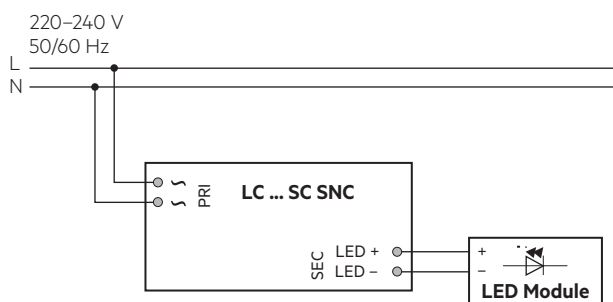 220–240 V
50/60 Hz
L
N
~
~
PRI
LC ... SC SNC
SEC
LED +
LED –
+
–
LED Module